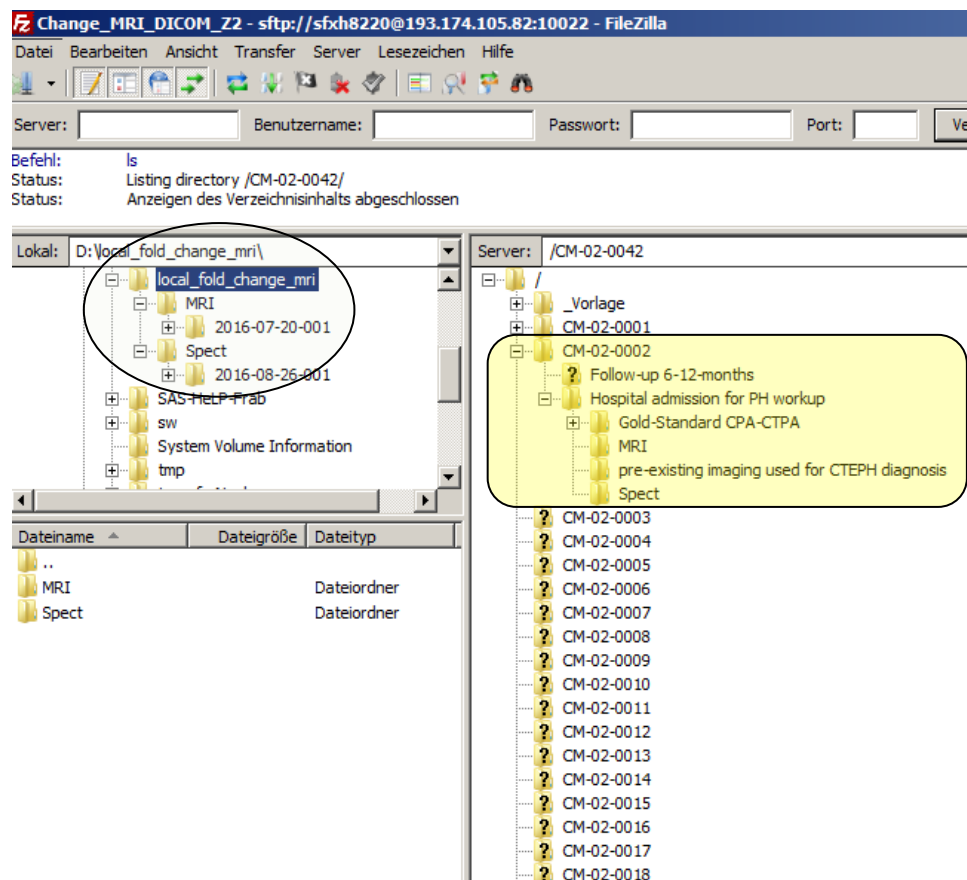 Change_MRI_DICOM_Z2 - sftp://sfxh8220@193.174.105.82:10022 - FileZilla
Datei Bearbeiten Ansicht Transfer Server Lesezeichen Hilfe
Server: Benutzername: Passwort: Port: Ve
Befehl: ls
Status: Listing directory /CM-02-0042/
Status: Anzeigen des Verzeichnisinhalts abgeschlossen
Lokal: D:\local_fold_change_mri\
local_fold_change_mri
MRI
2016-07-20-001
Spect
2016-08-26-001
SAS-HeLP-Frab
sw
System Volume Information
tmp
Dateiname Dateigröße Dateityp
..
MRI Dateiordner
Spect Dateiordner
Server: /CM-02-0042
/
_Vorlage
CM-02-0001
CM-02-0002
Follow-up 6-12-months
Hospital admission for PH workup
Gold-Standard CPA-CTPA
MRI
pre-existing imaging used for CTEPH diagnosis
Spect
CM-02-0003
CM-02-0004
CM-02-0005
CM-02-0006
CM-02-0007
CM-02-0008
CM-02-0009
CM-02-0010
CM-02-0011
CM-02-0012
CM-02-0013
CM-02-0014
CM-02-0015
CM-02-0016
CM-02-0017
CM-02-0018